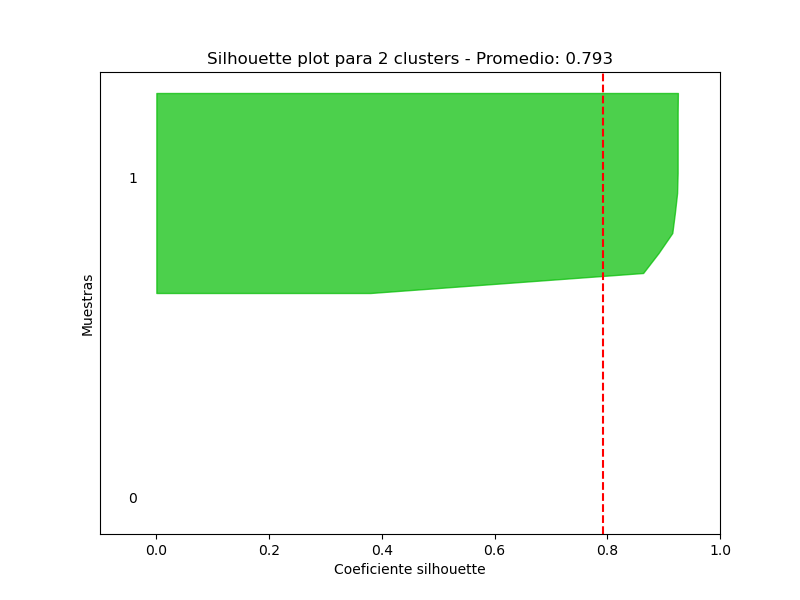 Silhouette plot para 2 clusters - Promedio: 0.793
1
Muestras
0
0.0 0.2 0.4 0.6 0.8 1.0
Coeficiente silhouette